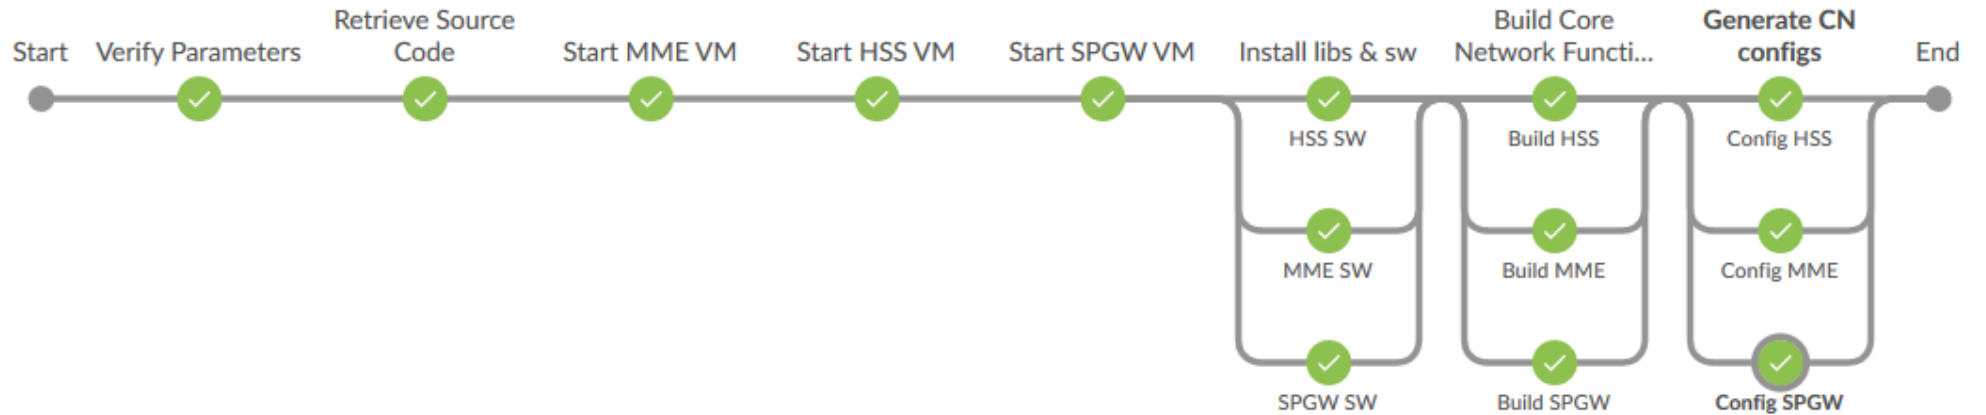 Start
Verify Parameters
Retrieve Source
Code
Start MME VM
Start HSS VM
Start SPGW VM
Install libs & sw
Build Core
Network Functi...
Generate CN
configs
End
HSS SW
Build HSS
Config HSS
MME SW
Build MME
Config MME
SPGW SW
Build SPGW
Config SPGW